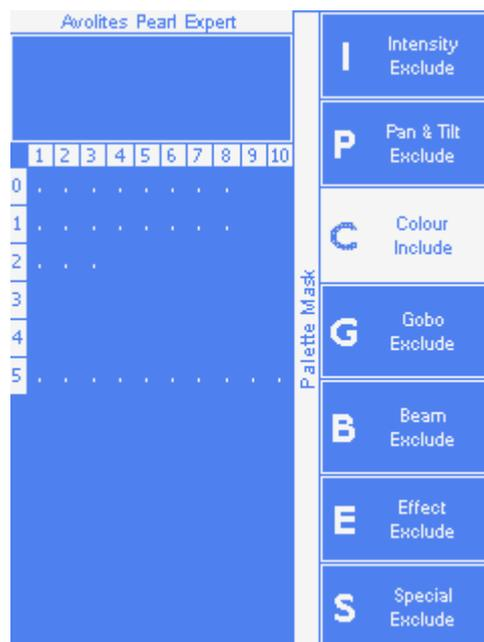 Avolites Pearl Expert
1 2 3 4 5 6 7 8 9 10
0 . . . . . . . .
1 . . . . . . . .
2 . . .
3
4
5 . . . . . . . . . .
Palette Mask
I Intensity
Exclude
P Pan & Tilt
Exclude
C Colour
Include
G Gobo
Exclude
B Beam
Exclude
E Effect
Exclude
S Special
Exclude